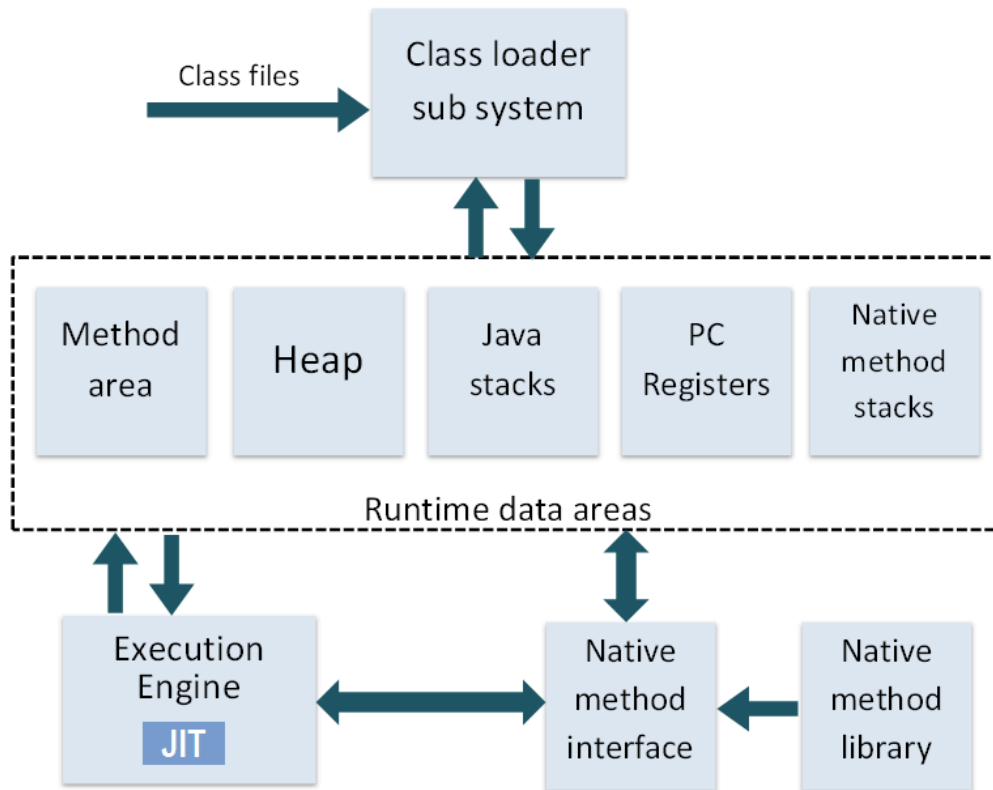 Class files
Class loader
sub system
Method
area
Heap
Java
stacks
PC
Registers
Native
method
stacks
Runtime data areas
Execution
Engine
JIT
Native
method
interface
Native
method
library